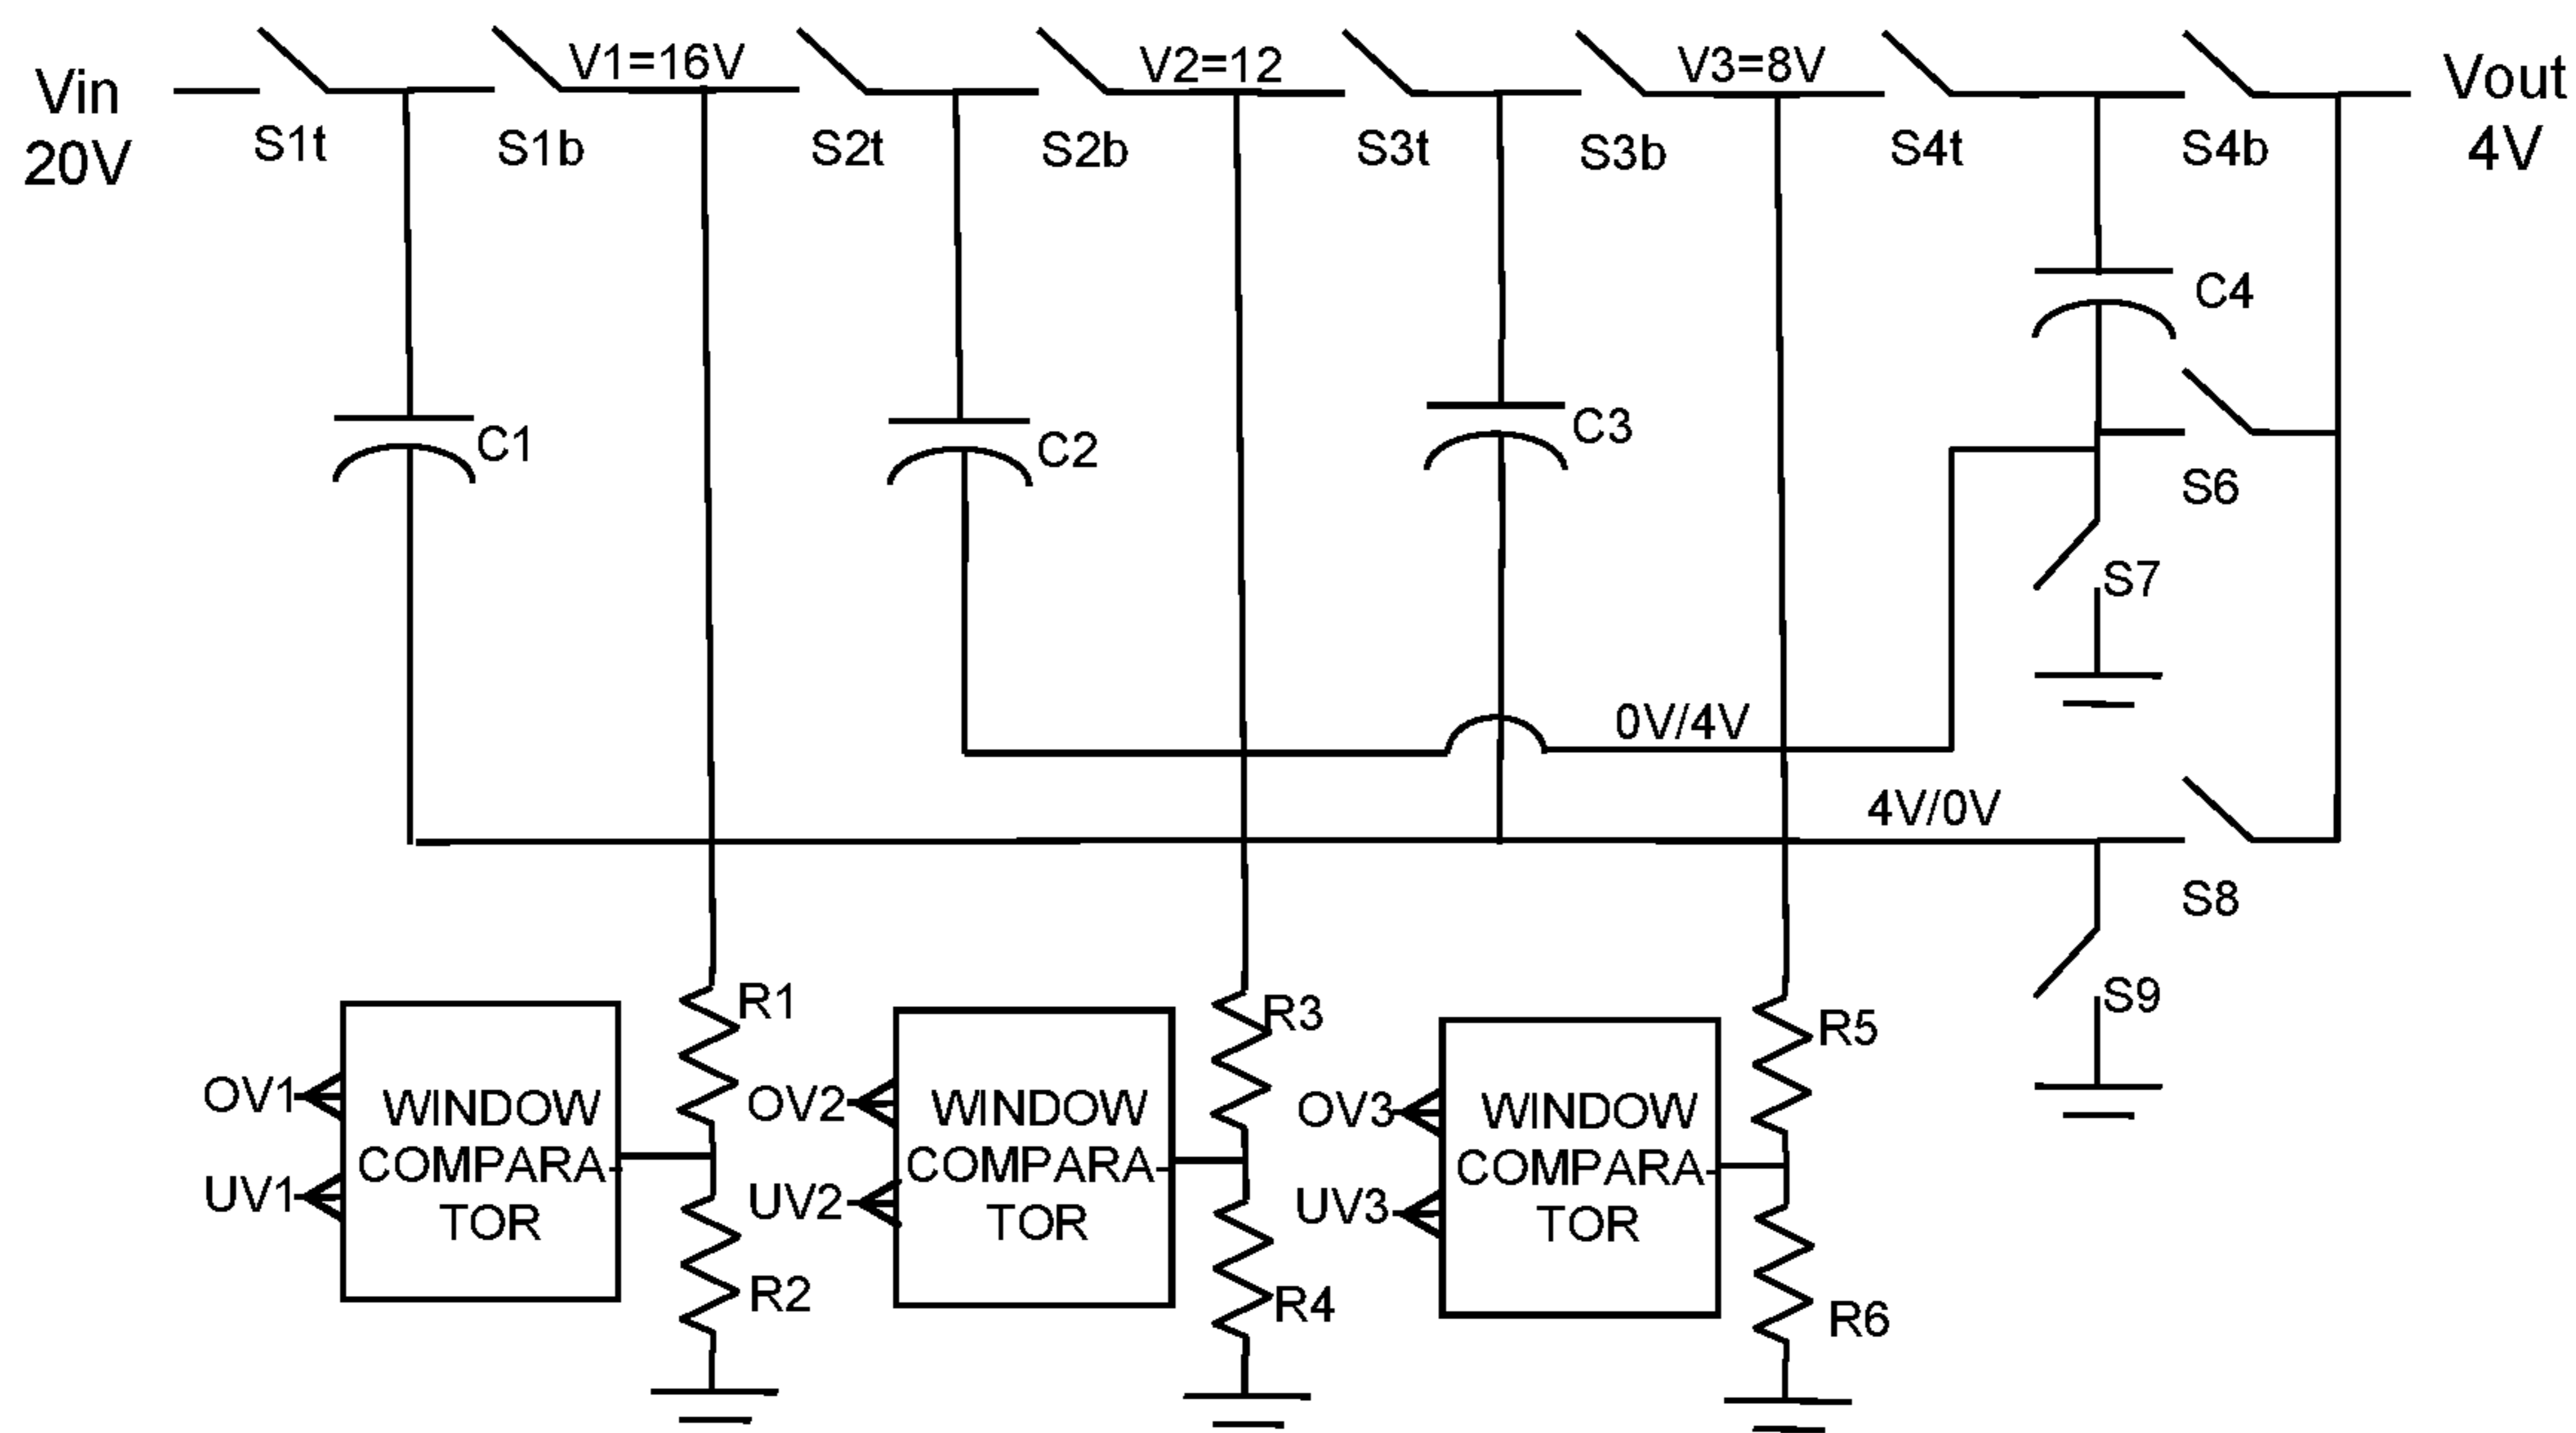 Vin
20V
S1t
S1b
V1=16V
S2t
S2b
V2=12
S3t
S3b
V3=8V
S4t
S4b
Vout
4V
C1
C2
C3
C4
S6
S7
0V/4V
4V/0V
S8
S9
R1
R3
R5
OV1
UV1
WINDOW
COMPARA-
TOR
R2
OV2
UV2
WINDOW
COMPARA-
TOR
R4
OV3
UV3
WINDOW
COMPARA-
TOR
R6